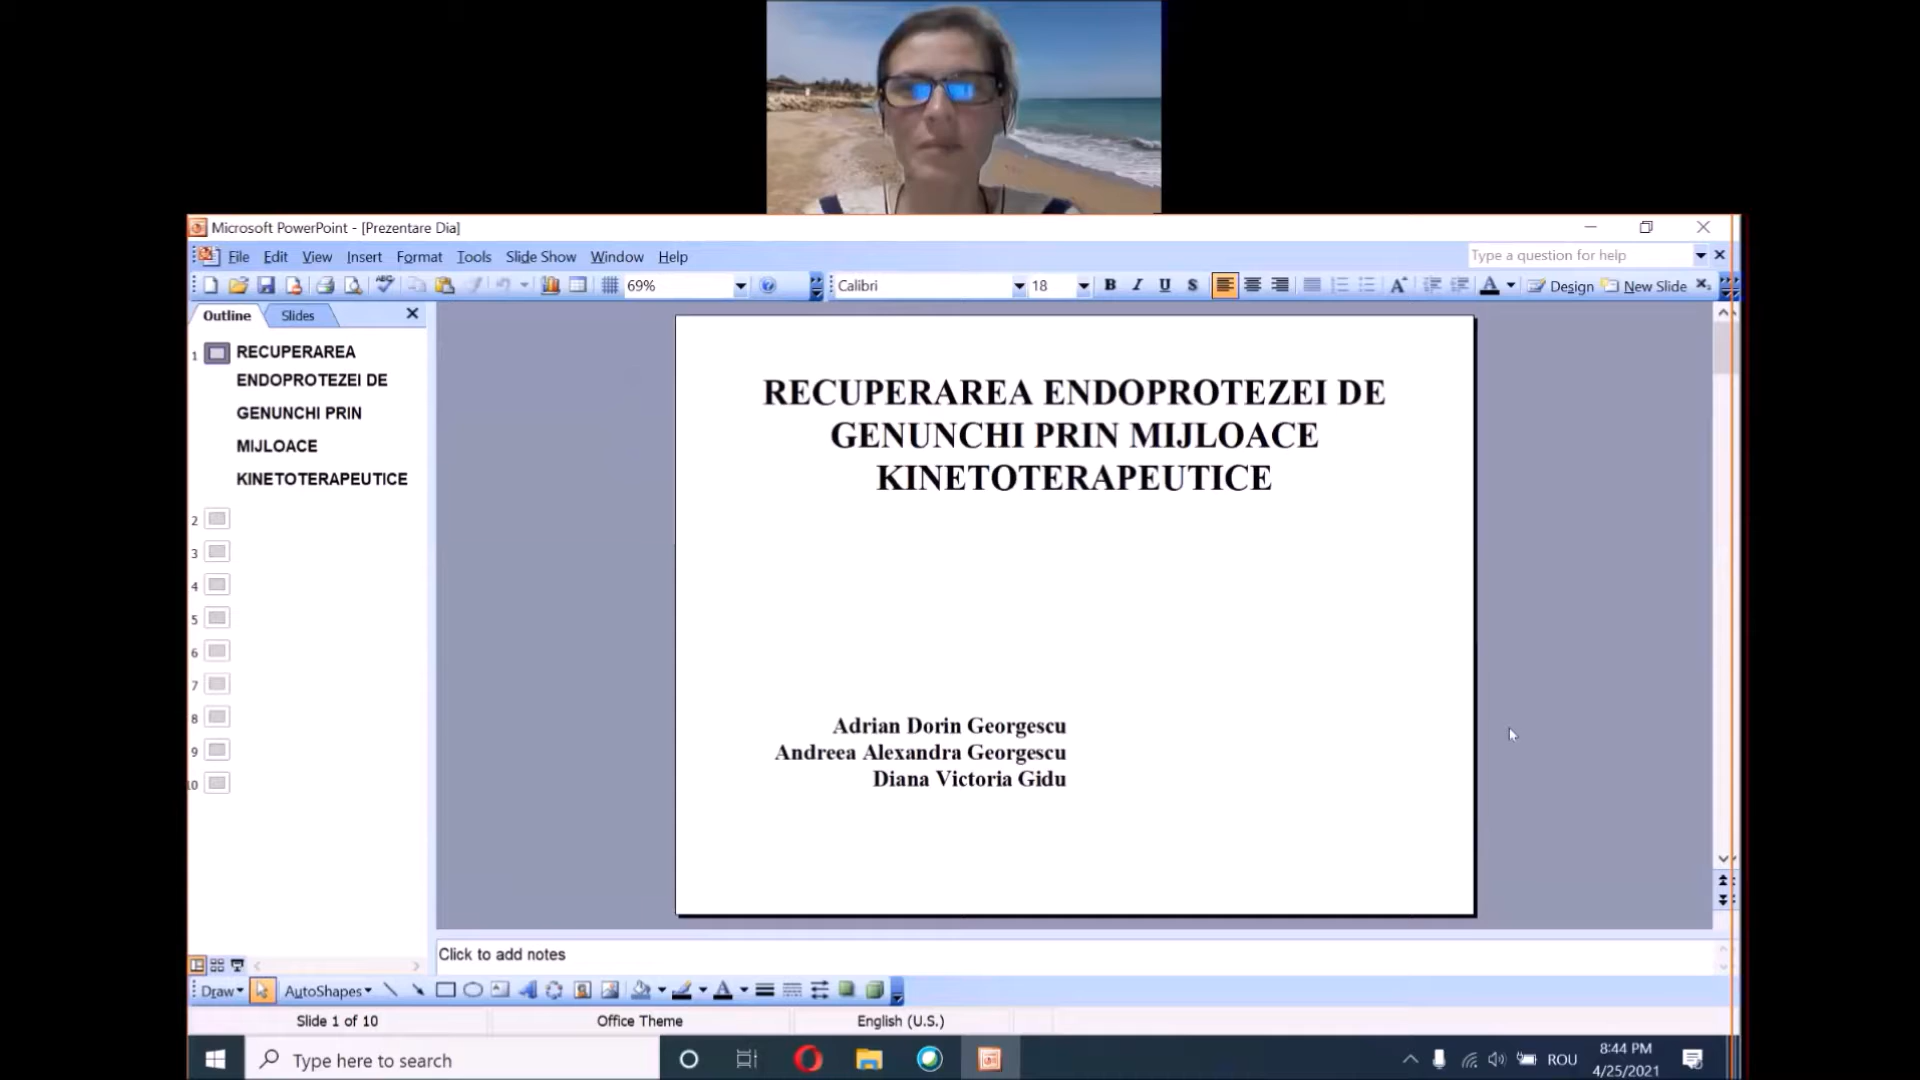 Microsoft PowerPoint - [Prezentare Dia]
File Edit View Insert Format Tools Slide Show Window Help
Type a question for help
69%
Calibri
18
B I U S
A
A
Design
New Slide
Outline
Slides
1 RECUPERAREA
ENDOPROTEZEI DE
GENUNCHI PRIN
MIJLOACE
KINETOTERAPEUTICE
2
3
4
5
6
7
8
9
10
RECUPERAREA ENDOPROTEZEI DE
GENUNCHI PRIN MIJLOACE
KINETOTERAPEUTICE
Adrian Dorin Georgescu
Andreea Alexandra Georgescu
Diana Victoria Gidu
Click to add notes
Draw
AutoShapes
A
Slide 1 of 10
Office Theme
English (U.S.)
Type here to search
ROU
8:44 PM
4/25/2021